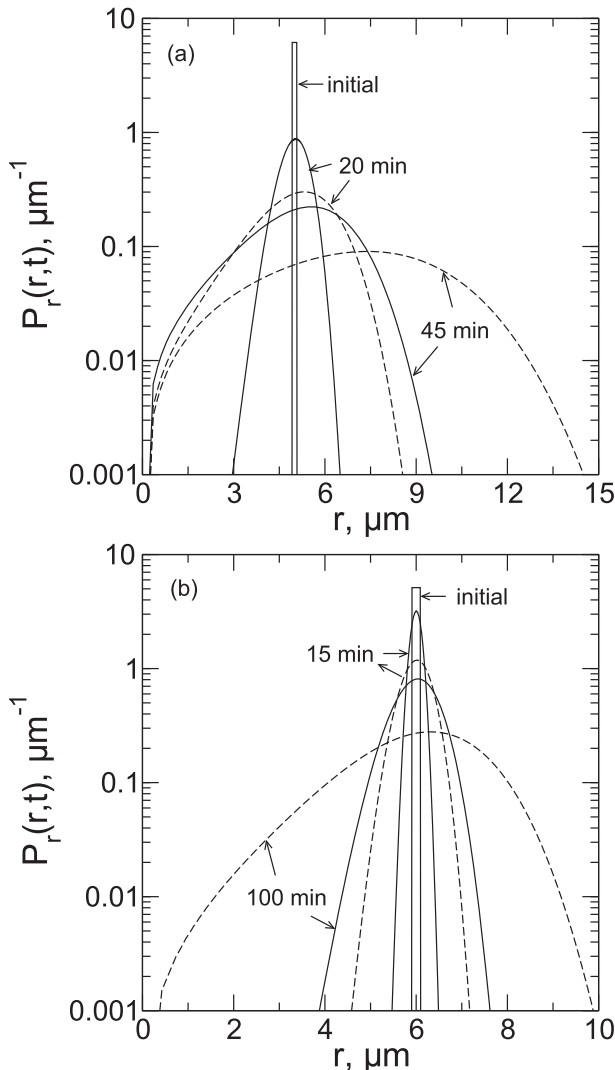 10
(a)
initial
1
20 min
P_r(r,t), µm⁻¹
0.1
45 min
0.01
0.001
0 3 6 9 12 15
r, µm
10
(b)
initial
15 min
1
P_r(r,t), µm⁻¹
0.1
100 min
0.01
0.001
0 2 4 6 8 10
r, µm